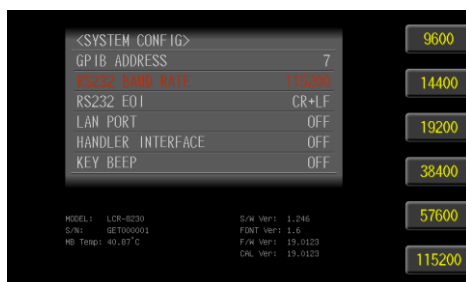 <SYSTEM CONFIG>
GPIB ADDRESS 7
RS232 BAUD RATE 115200
RS232 EOI CR+LF
LAN PORT OFF
HANDLER INTERFACE OFF
KEY BEEP OFF
MODEL: LCR-8230 S/W Ver: 1.246
S/N: GET000001 FONT Ver: 1.6
MB Temp: 40.87°C F/W Ver: 19.0123
CAL Ver: 19.0123
9600
14400
19200
38400
57600
115200